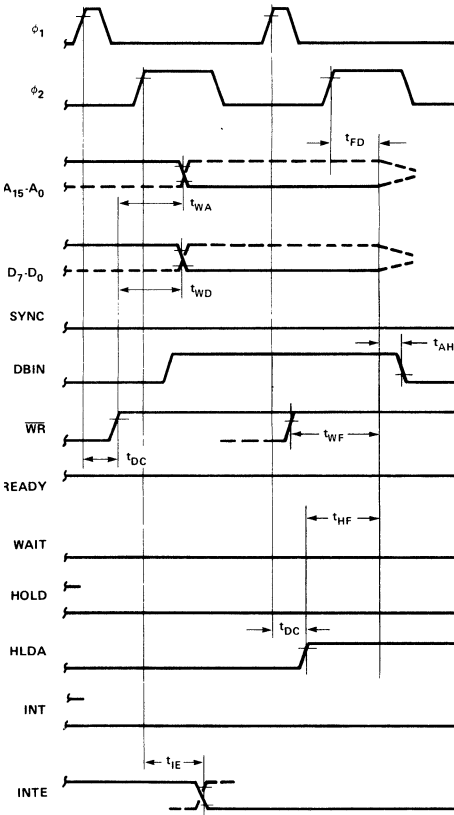 ϕ1
ϕ2
tFD
A15-A0
tWA
D7-D0
tWD
SYNC
tAH
DBIN
WR
tWF
tDC
READY
tHF
WAIT
HOLD
tDC
HLDA
INT
tIE
INTE